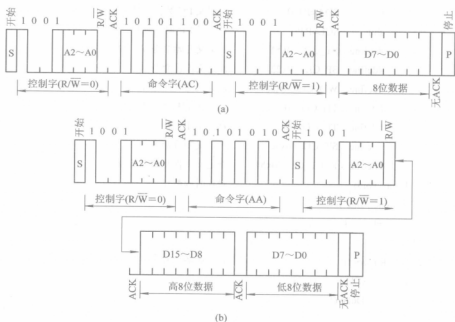 开始 1 0 0 1 R/W̅ ACK 1 0 1 0 1 1 0 0 ACK 开始 1 0 0 1 R/W̅ ACK 停止
S A2～A0 S A2～A0 D7～D0 P
控制字(R/W̅=0) 命令字(AC) 控制字(R/W̅=1) 8位数据 无ACK
(a)
开始 1 0 0 1 R/W̅ ACK 1 0 1 0 1 0 1 0 ACK 开始 1 0 0 1 R/W̅
S A2～A0 S A2～A0
控制字(R/W̅=0) 命令字(AA) 控制字(R/W̅=1)
D15～D8 D7～D0 P
ACK 高8位数据 ACK 低8位数据 无ACK 停止
(b)